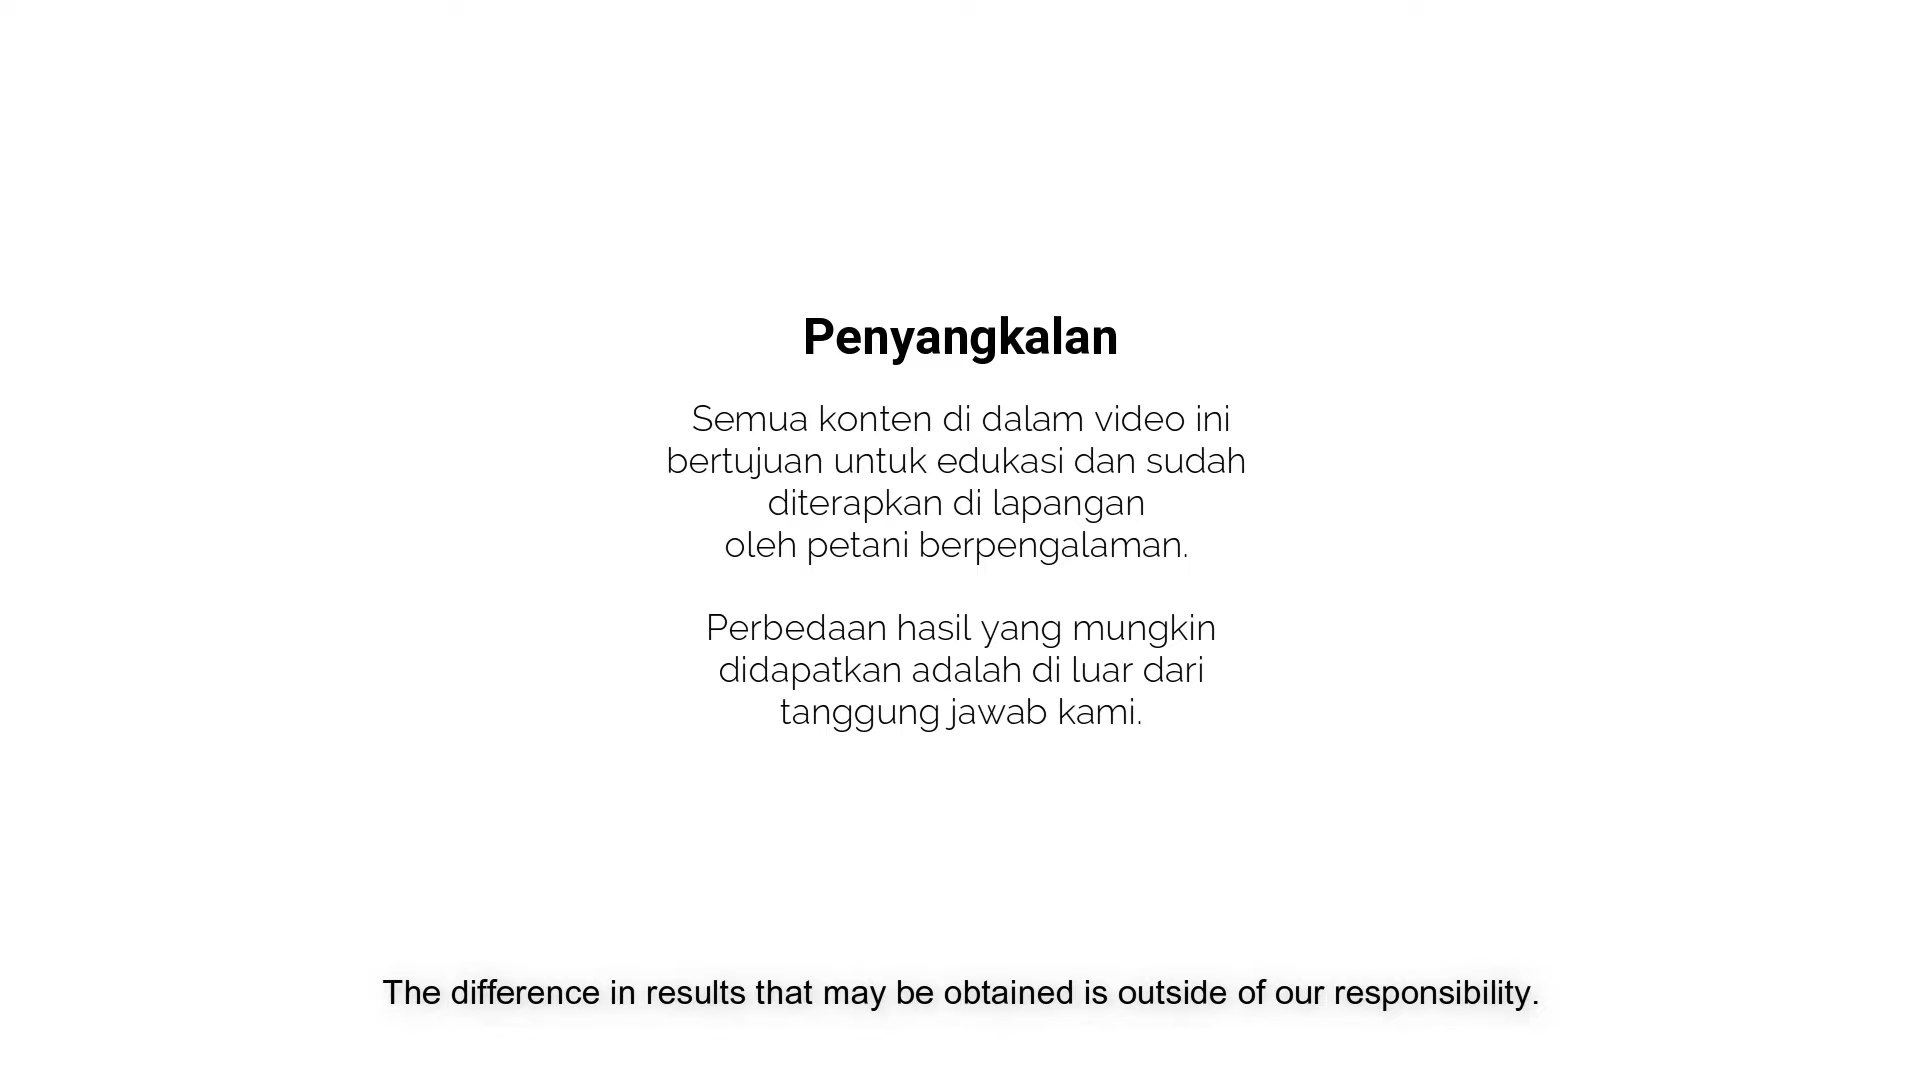 Penyangkalan
Semua konten di dalam video ini
bertujuan untuk edukasi dan sudah
diterapkan di lapangan
oleh petani berpengalaman.
Perbedaan hasil yang mungkin
didapatkan adalah di luar dari
tanggung jawab kami.
The difference in results that may be obtained is outside of our responsibility.